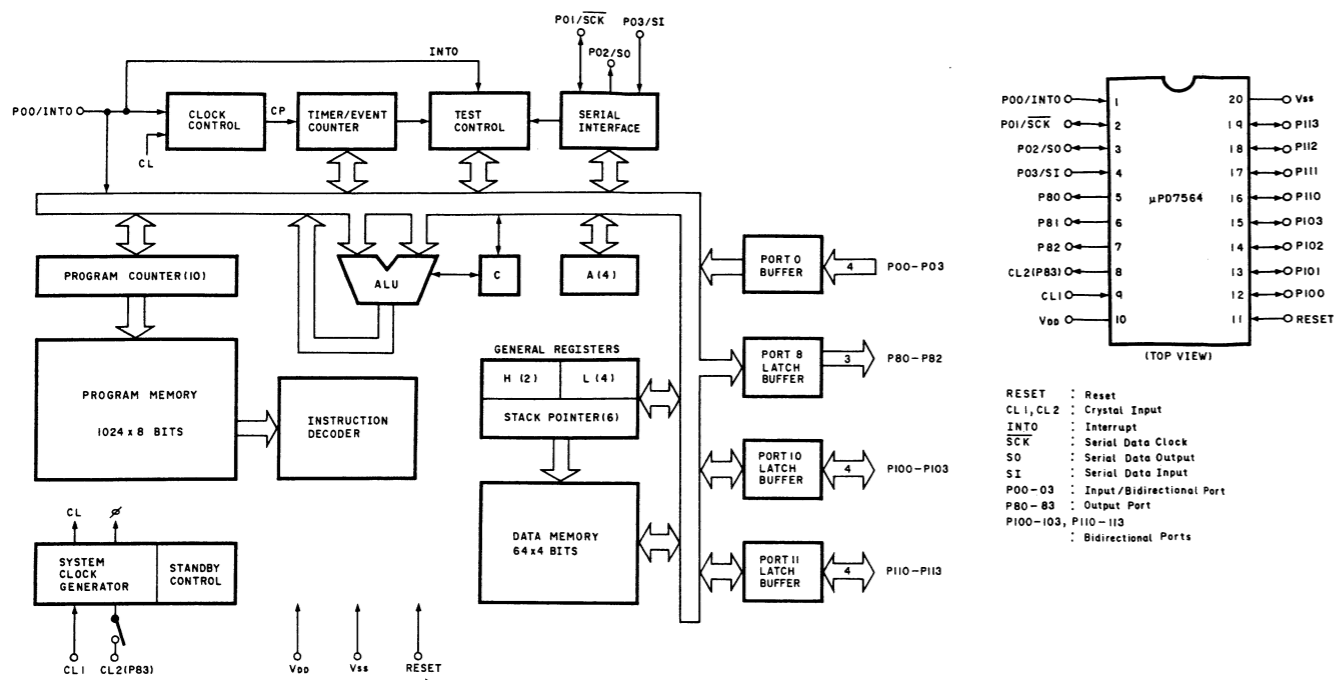 P01/SCK
P03/SI
P02/S0
INT0
P00/INT0
CLOCK
CONTROL
CP
TIMER/EVENT
COUNTER
TEST
CONTROL
SERIAL
INTERFACE
CL
PROGRAM COUNTER(10)
ALU
C
A(4)
PORT 0
BUFFER
4
P00-P03
PROGRAM MEMORY
1024 x 8 BITS
INSTRUCTION
DECODER
GENERAL REGISTERS
H (2)
L (4)
STACK POINTER(6)
PORT 8
LATCH
BUFFER
3
P80-P82
PORT 10
LATCH
BUFFER
4
P100-P103
DATA MEMORY
64x4 BITS
PORT 11
LATCH
BUFFER
4
P110-P113
CL
φ
SYSTEM
CLOCK
GENERATOR
STANDBY
CONTROL
CL1
CL2(P83)
VDD
Vss
RESET
P00/INT0 1
P01/SCK 2
P02/S0 3
P03/SI 4
P80 5
P81 6
P82 7
CL2(P83) 8
CL1 9
VDD 10
μPD7564
20 Vss
19 P113
18 P112
17 P111
16 P110
15 P103
14 P102
13 P101
12 P100
11 RESET
(TOP VIEW)
RESET : Reset
CL1, CL2 : Crystal Input
INT0 : Interrupt
SCK : Serial Data Clock
SO : Serial Data Output
SI : Serial Data Input
P00-03 : Input/Bidirectional Port
P80-83 : Output Port
P100-103, P110-113
: Bidirectional Ports